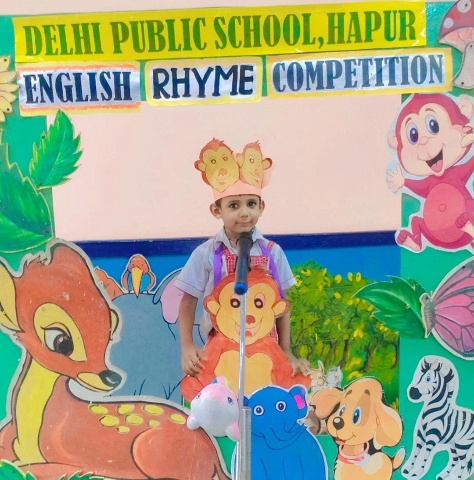 DELHI PUBLIC SCHOOL, HAPUR
ENGLISH RHYME COMPETITION